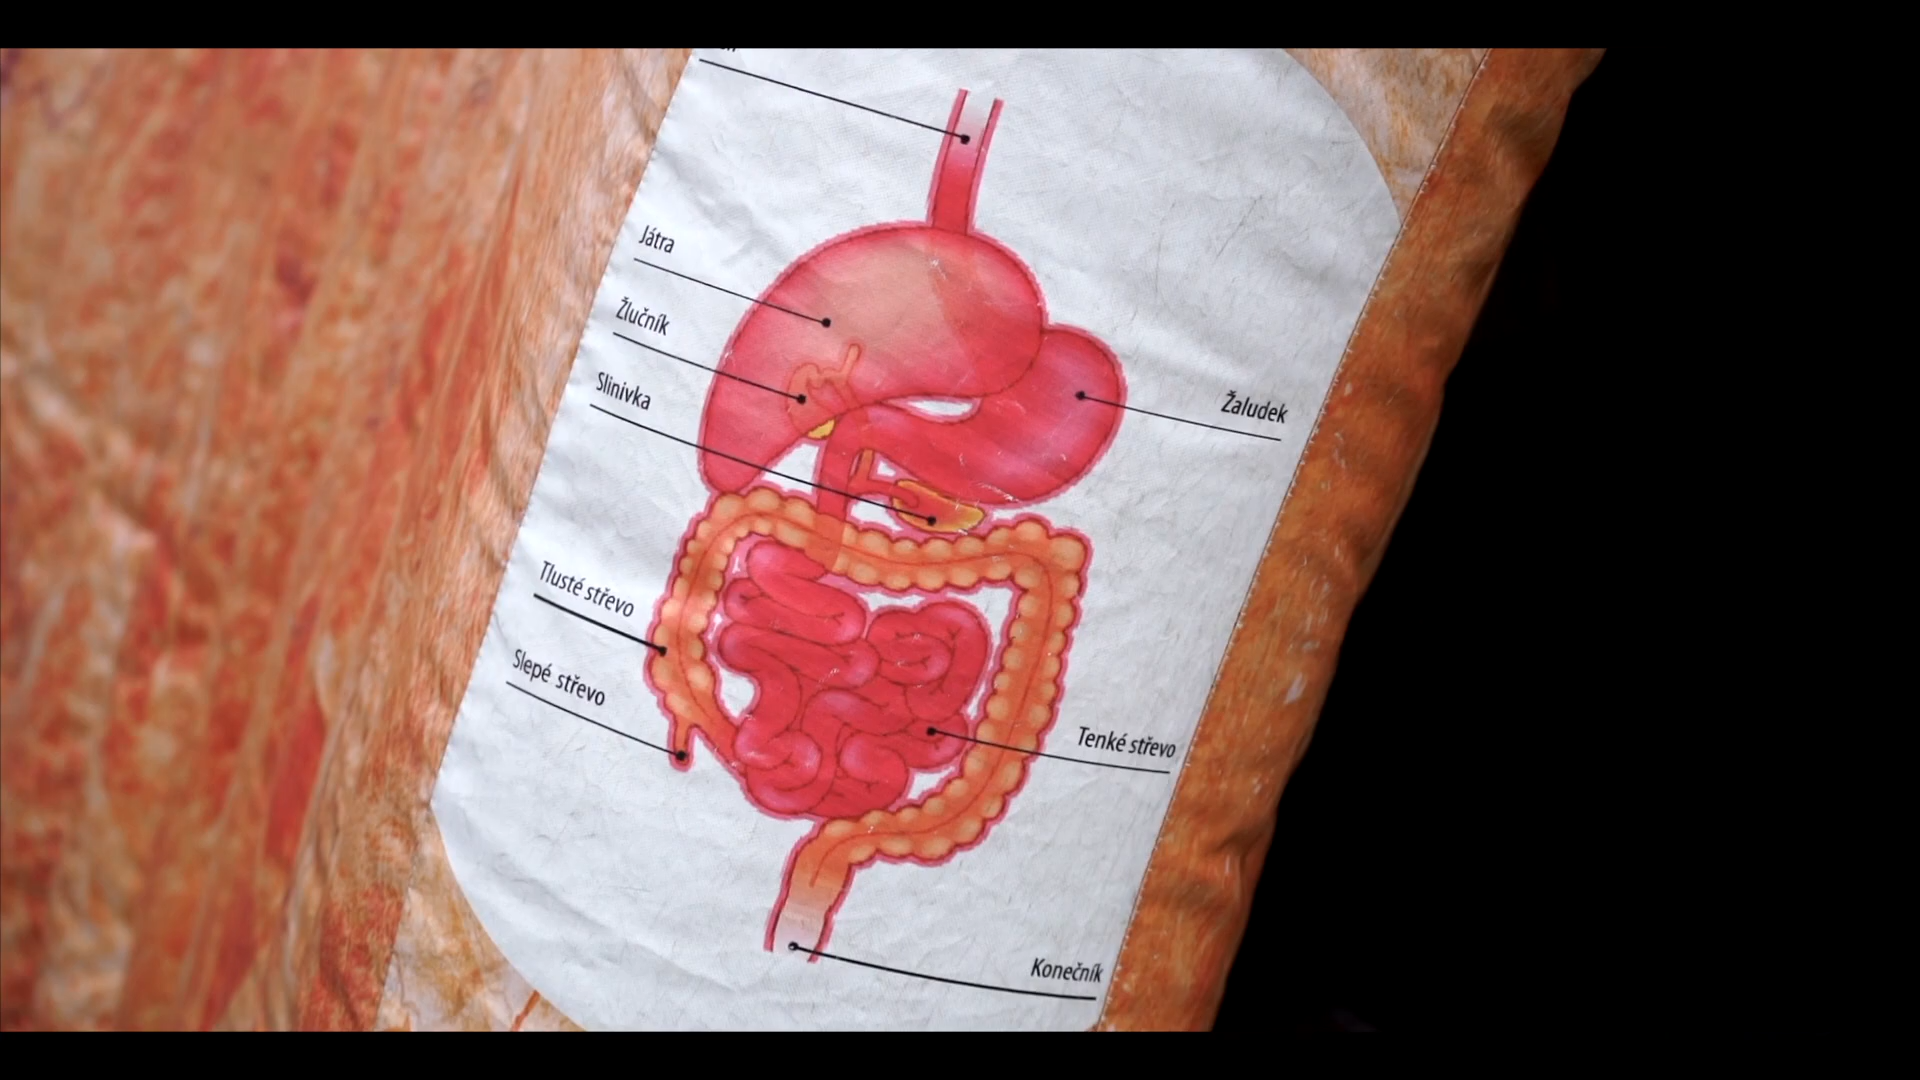 Játra
Žlučník
Slinivka
Žaludek
Tlusté střevo
Slepé střevo
Tenké střevo
Konečník